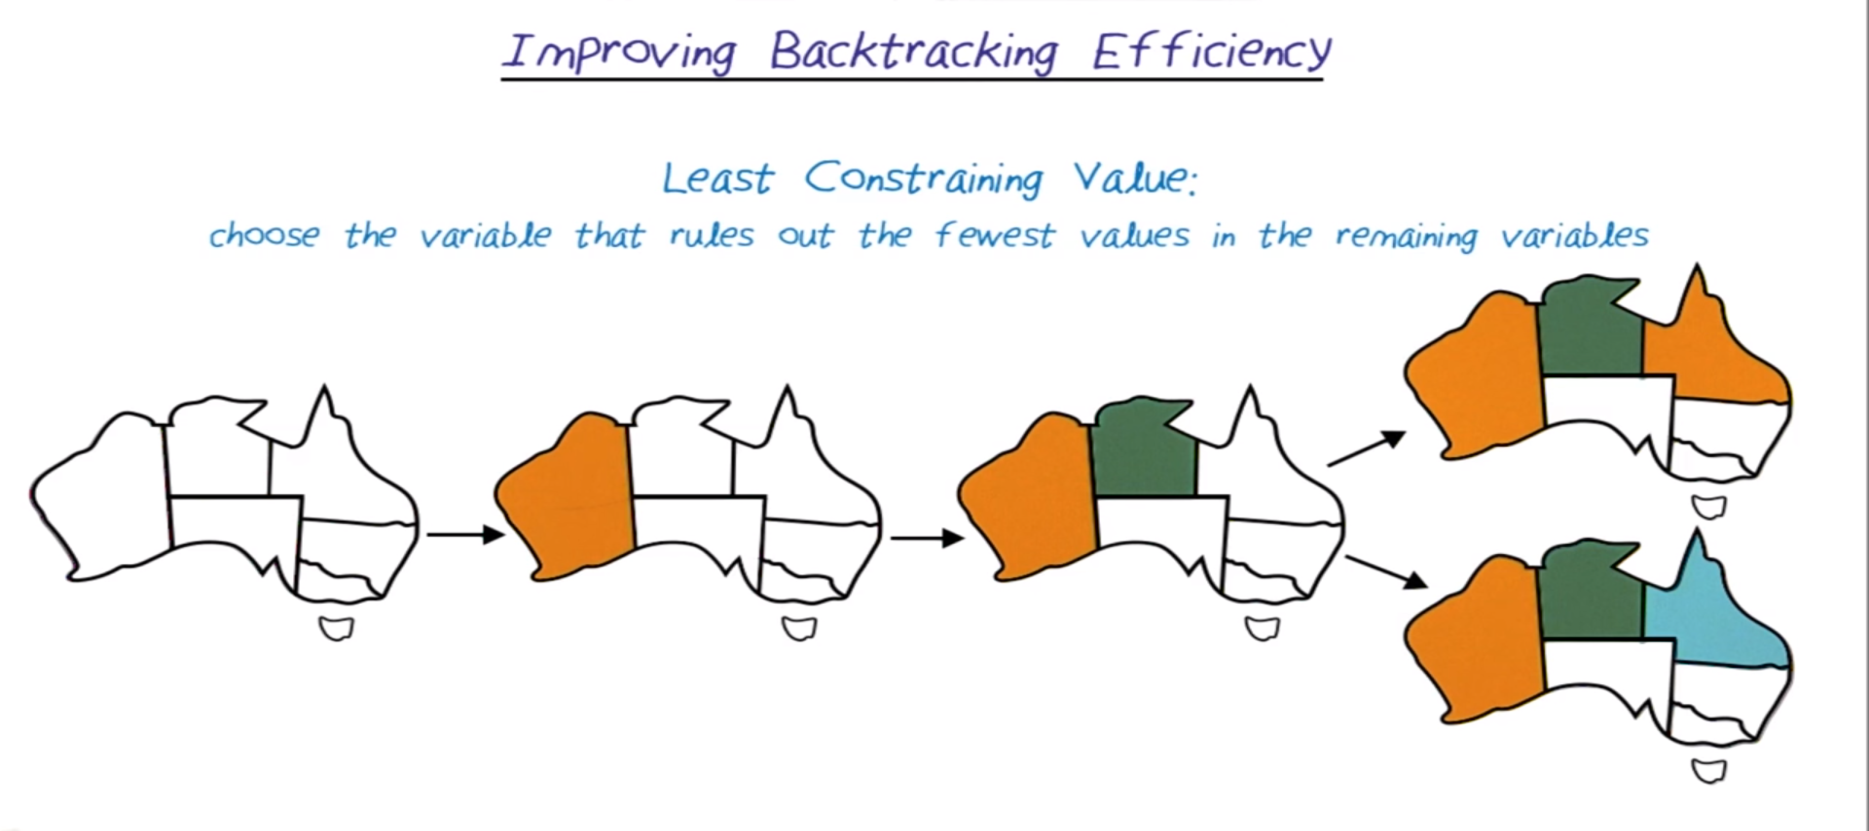 Improving Backtracking Efficiency
Least Constraining Value:
choose the variable that rules out the fewest values in the remaining variables